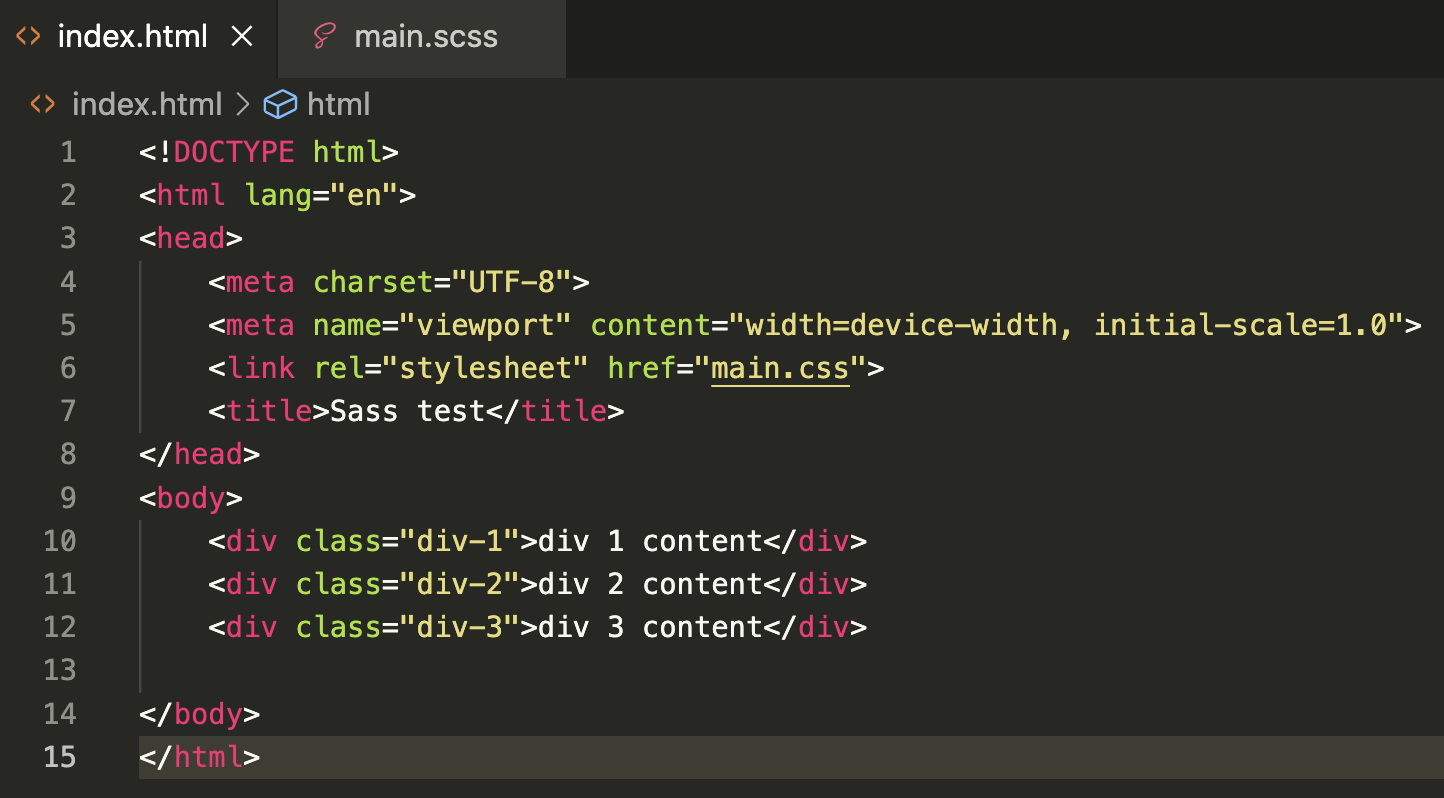 index.html
main.scss
index.html > html
1 <!DOCTYPE html>
2 <html lang="en">
3 <head>
4     <meta charset="UTF-8">
5     <meta name="viewport" content="width=device-width, initial-scale=1.0">
6     <link rel="stylesheet" href="main.css">
7     <title>Sass test</title>
8 </head>
9 <body>
10     <div class="div-1">div 1 content</div>
11     <div class="div-2">div 2 content</div>
12     <div class="div-3">div 3 content</div>
13
14 </body>
15 </html>